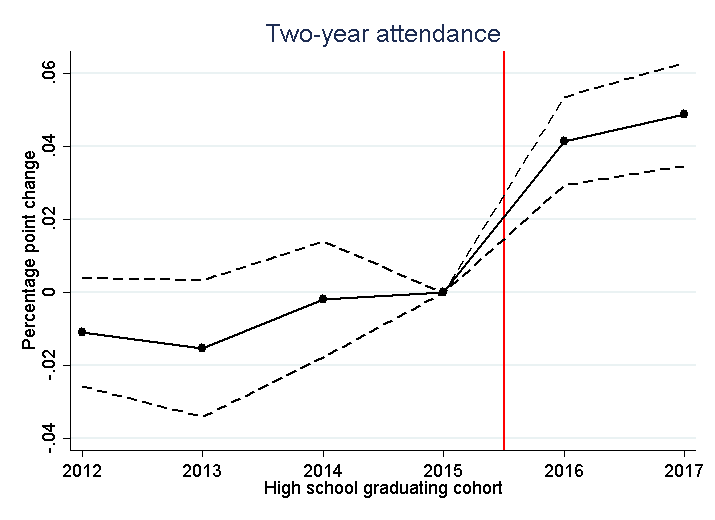 Two-year attendance
Percentage point change
.06
.04
.02
0
-.02
-.04
2012 2013 2014 2015 2016 2017
High school graduating cohort